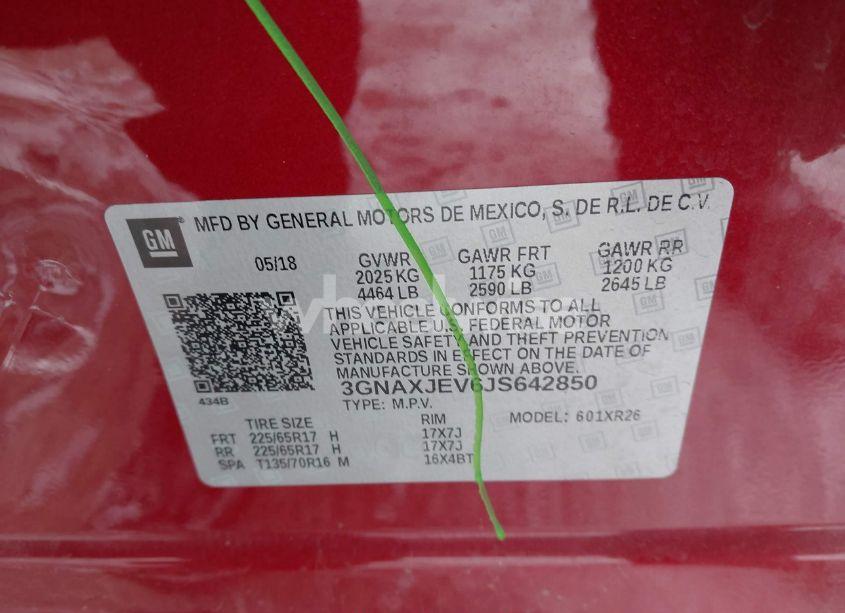 GM
MFD BY GENERAL MOTORS DE MEXICO, S. DE R.L. DE C.V.
05/18
GVWR
2025 KG
4464 LB
GAWR FRT
1175 KG
2590 LB
GAWR RR
1200 KG
2645 LB
THIS VEHICLE CONFORMS TO ALL
APPLICABLE U.S. FEDERAL MOTOR
VEHICLE SAFETY AND THEFT PREVENTION
STANDARDS IN EFFECT ON THE DATE OF
MANUFACTURE SHOWN ABOVE.
434B
3GNAXJEV6JS642850
TYPE: M.P.V.
MODEL: 601XR26
TIRE SIZE RIM
FRT 225/65R17 H 17X7J
RR 225/65R17 H 17X7J
SPA T135/70R16 M 16X4BT